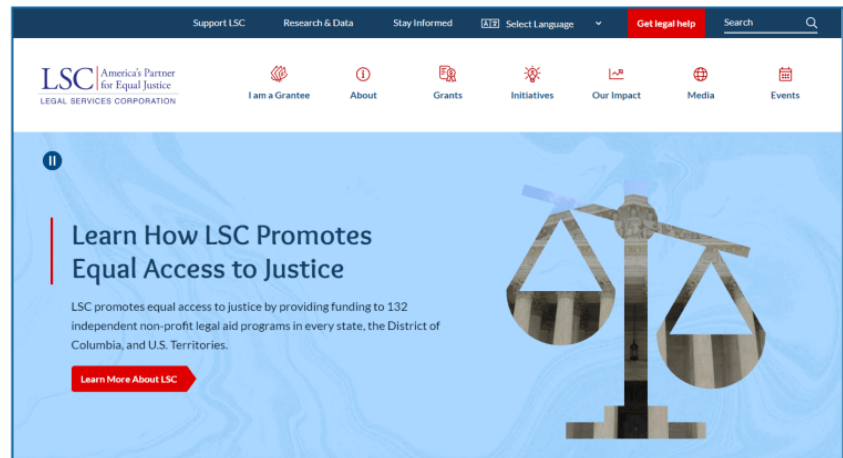 Support LSC Research & Data Stay Informed Select Language Get legal help Search
LSC America's Partner for Equal Justice
LEGAL SERVICES CORPORATION
I am a Grantee About Grants Initiatives Our Impact Media Events
Learn How LSC Promotes
Equal Access to Justice
LSC promotes equal access to justice by providing funding to 132
independent non-profit legal aid programs in every state, the District of
Columbia, and U.S. Territories.
Learn More About LSC